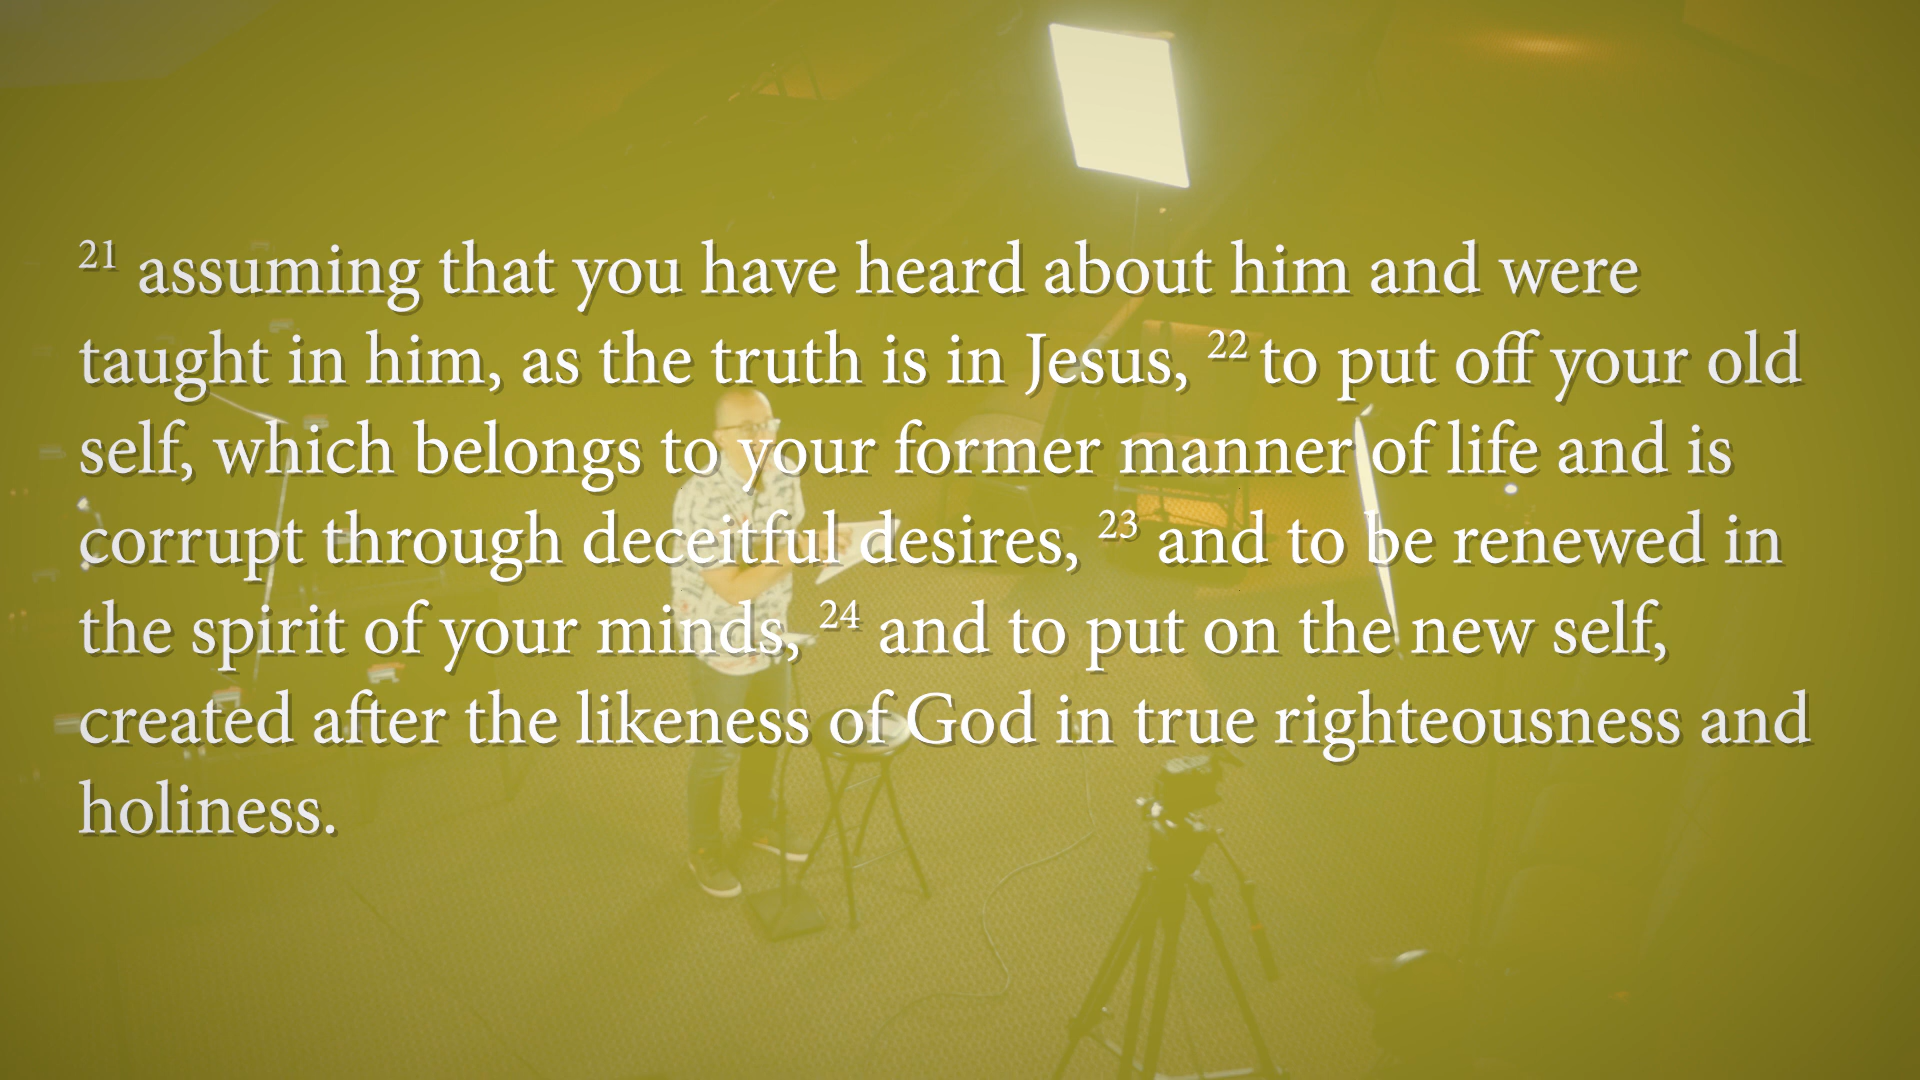 21 assuming that you have heard about him and were
taught in him, as the truth is in Jesus, 22 to put off your old
self, which belongs to your former manner of life and is
corrupt through deceitful desires, 23 and to be renewed in
the spirit of your minds, 24 and to put on the new self,
created after the likeness of God in true righteousness and
holiness.